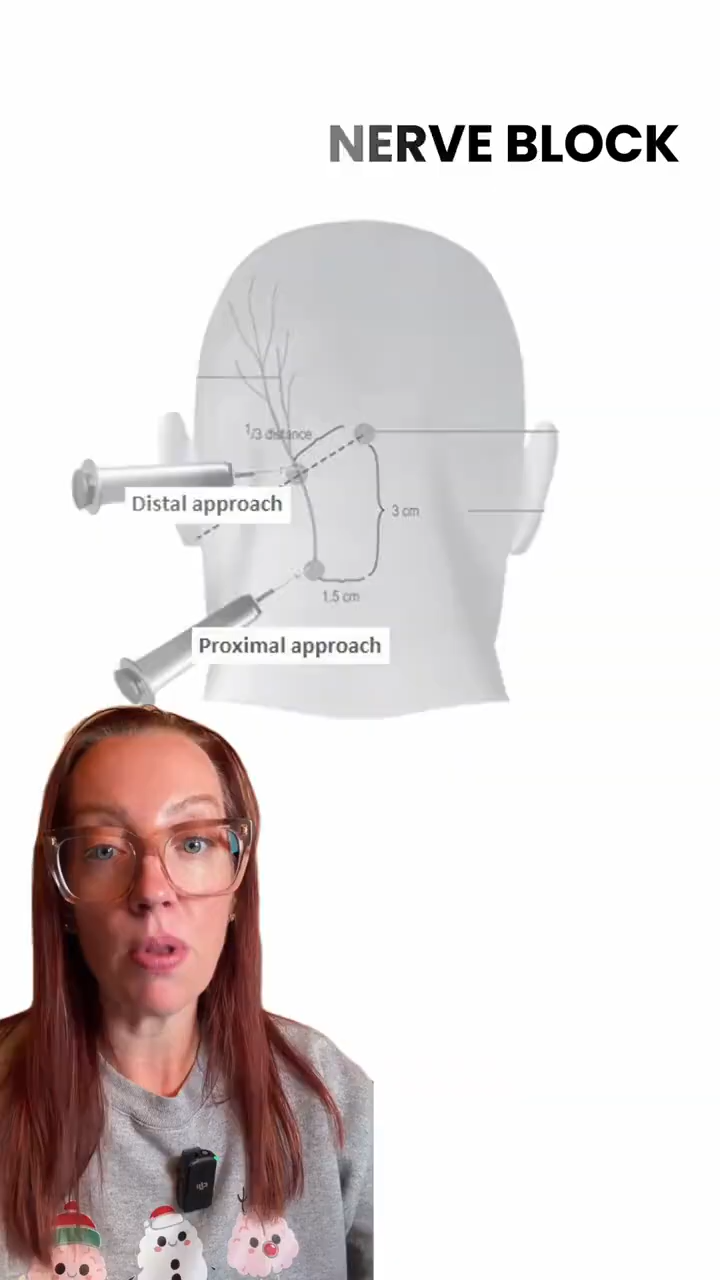 NERVE BLOCK
1/3 distance
Distal approach
3 cm
1.5 cm
Proximal approach